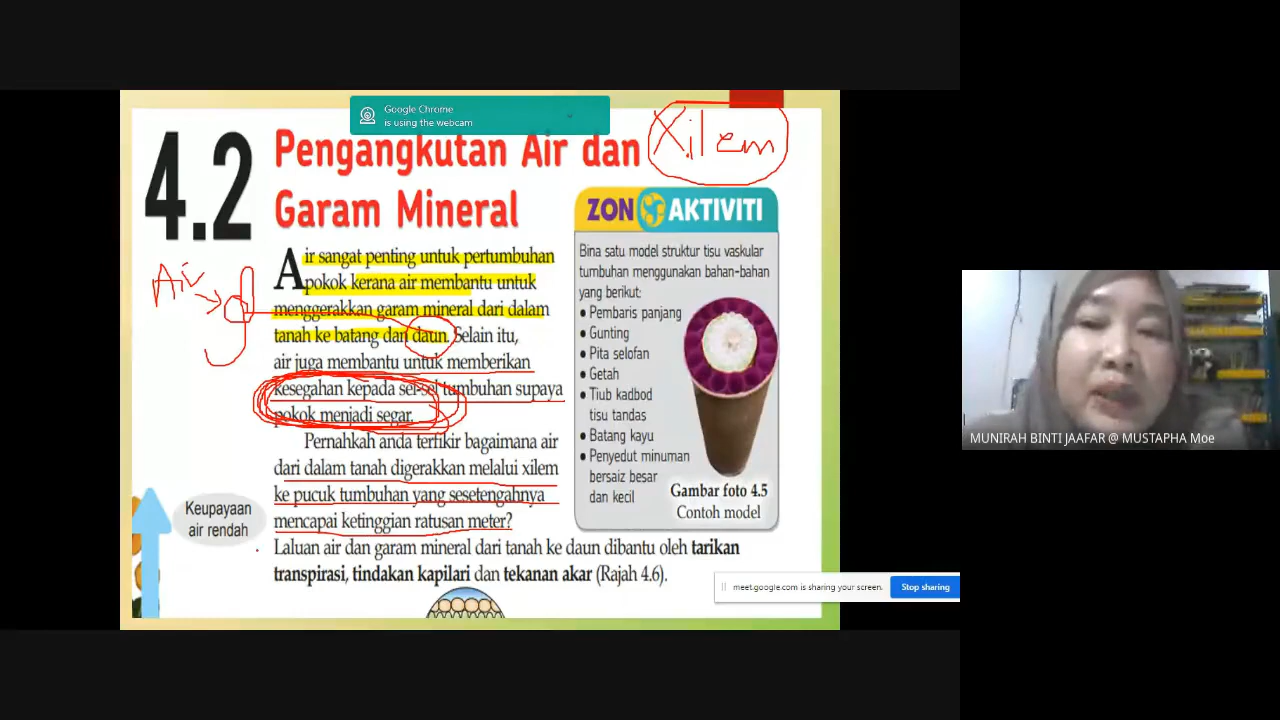 Google Chrome
is using the webcam
Xilem
4.2
Pengangkutan Air dan
Garam Mineral
Air
Air sangat penting untuk pertumbuhan
pokok kerana air membantu untuk
menggerakkan garam mineral dari dalam
tanah ke batang dan daun. Selain itu,
air juga membantu untuk memberikan
kesegahan kepada sel-sel tumbuhan supaya
pokok menjadi segar.
Pernahkah anda terfikir bagaimana air
dari dalam tanah digerakkan melalui xilem
ke pucuk tumbuhan yang sesetengahnya
mencapai ketinggian ratusan meter?
Laluan air dan garam mineral dari tanah ke daun dibantu oleh tarikan
transpirasi, tindakan kapilari dan tekanan akar (Rajah 4.6).
Keupayaan
air rendah
ZON AKTIVITI
Bina satu model struktur tisu vaskular
tumbuhan menggunakan bahan-bahan
yang berikut:
• Pembaris panjang
• Gunting
• Pita selofan
• Getah
• Tiub kadbod
tisu tandas
• Batang kayu
• Penyedut minuman
bersaiz besar
dan kecil
Gambar foto 4.5
Contoh model
meet.google.com is sharing your screen.
Stop sharing
MUNIRAH BINTI JAAFAR @ MUSTAPHA Moe